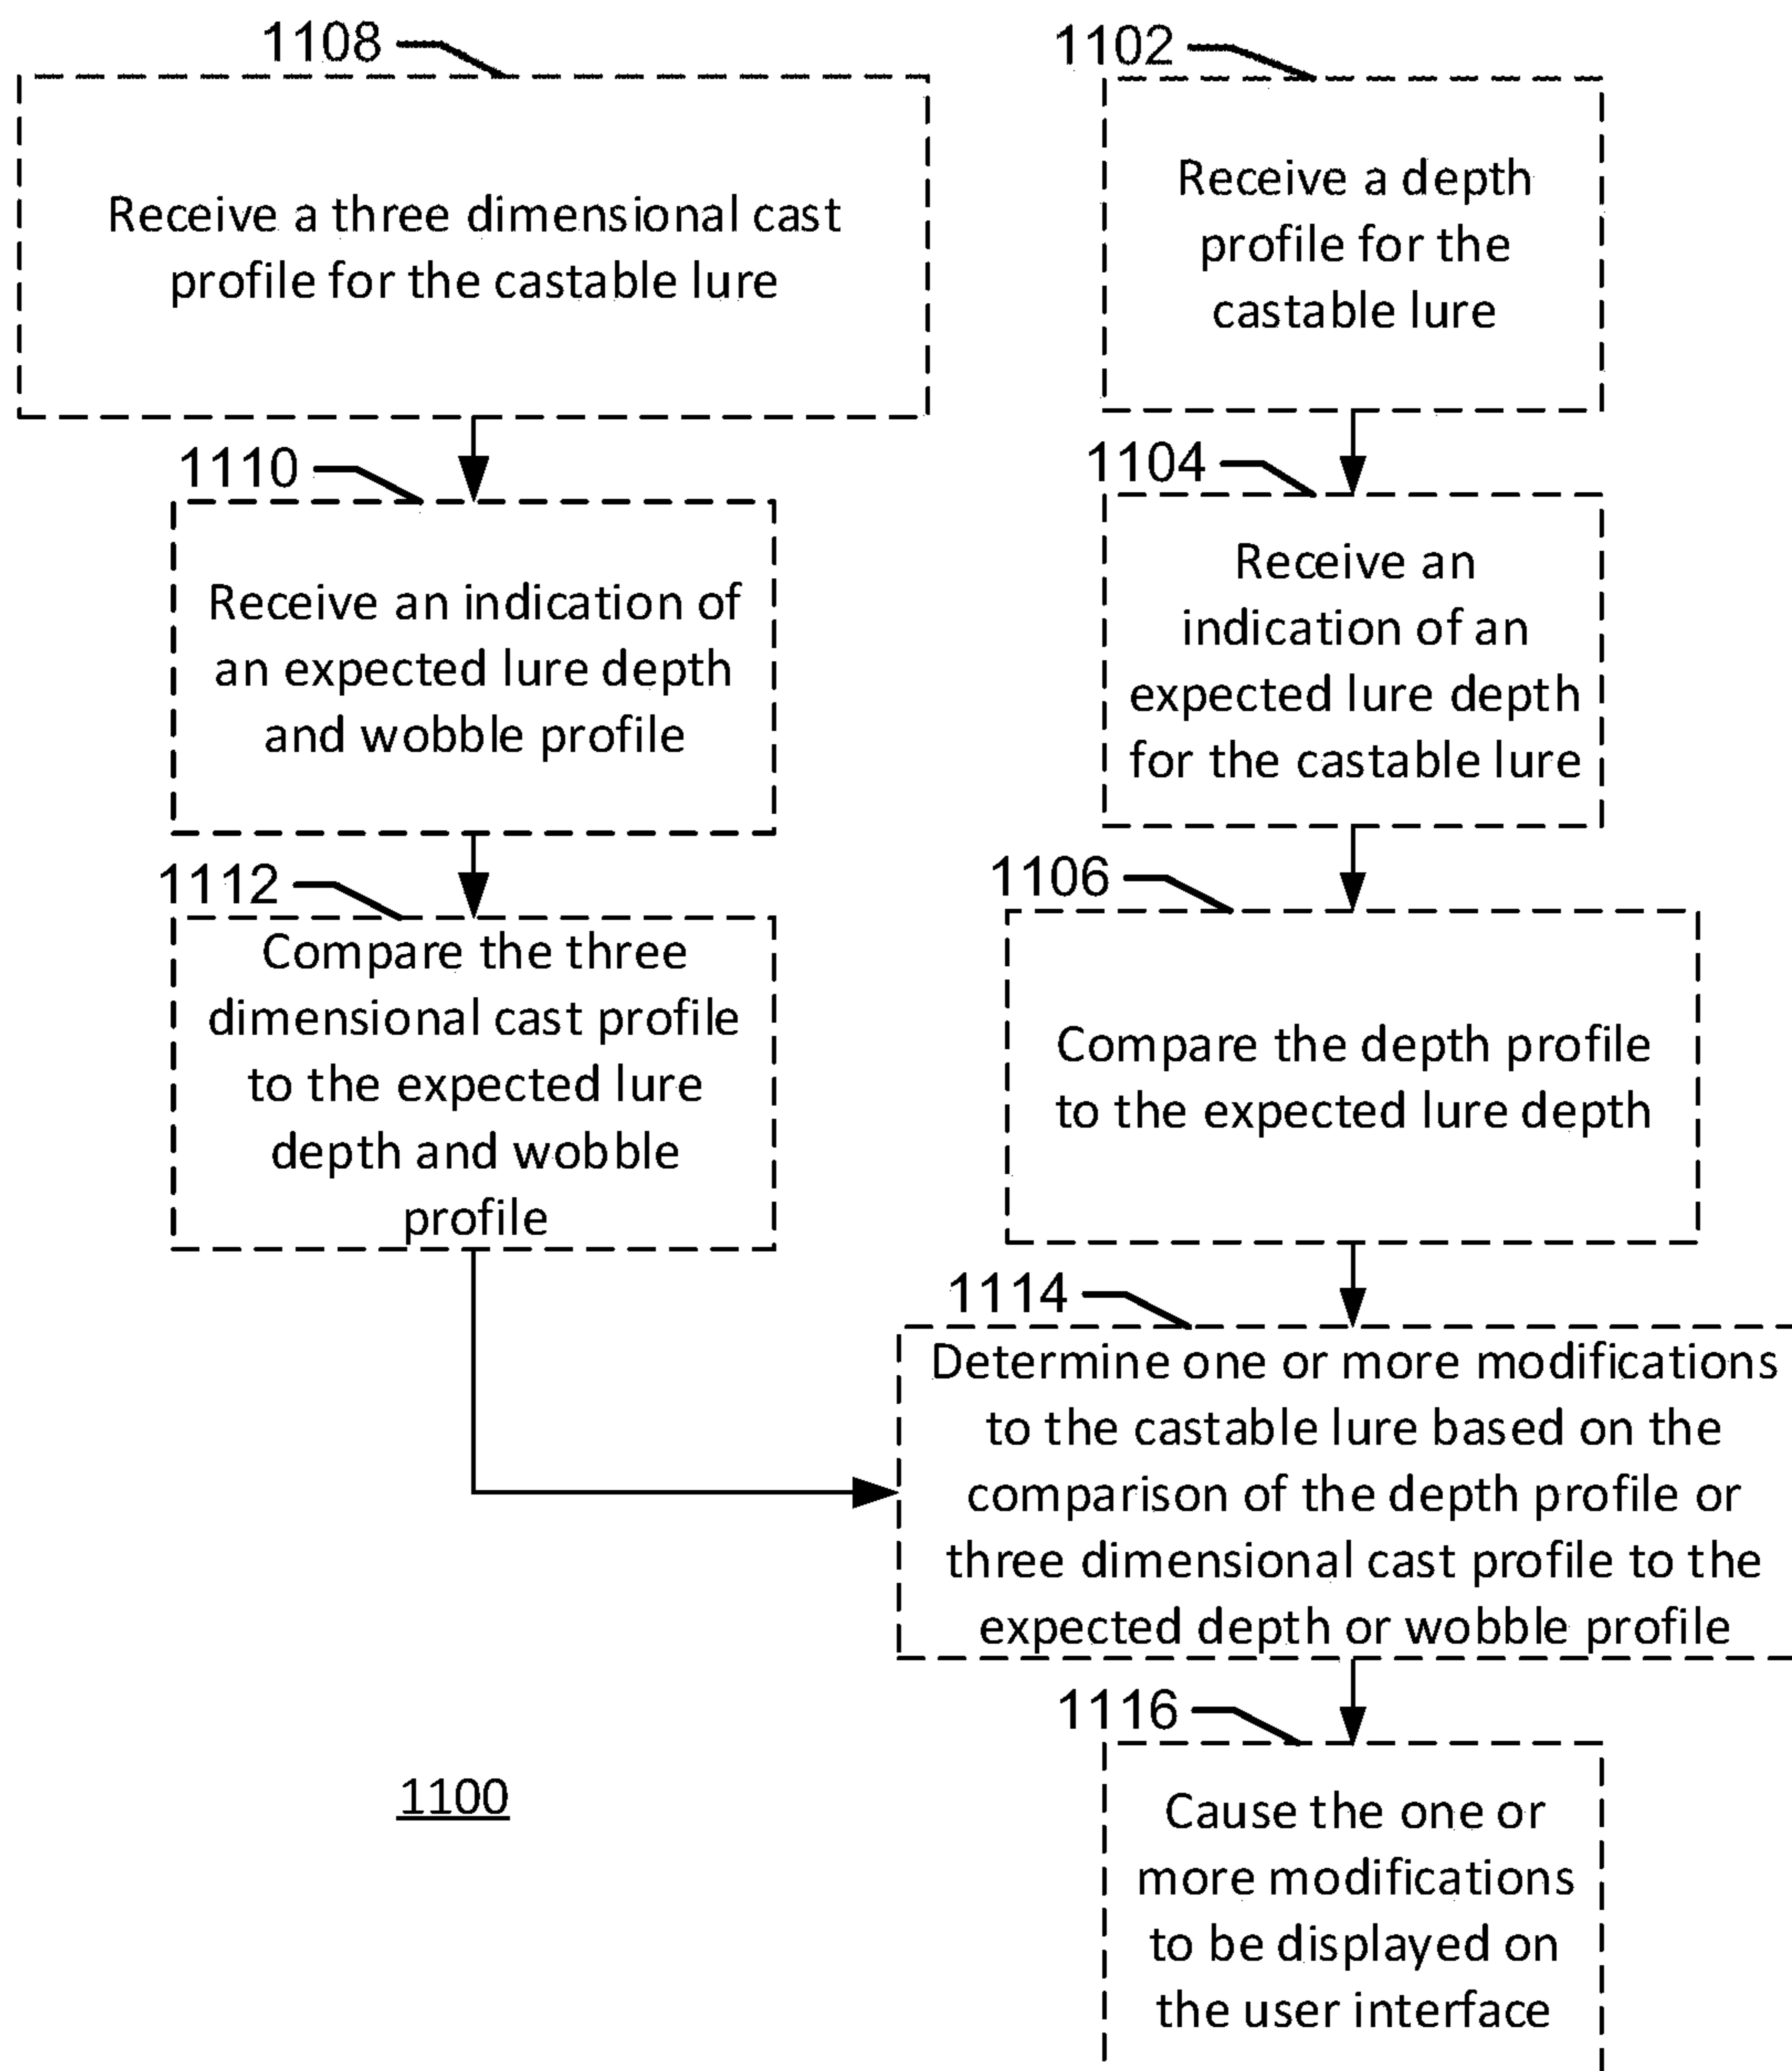 1108
Receive a three dimensional cast
profile for the castable lure
1110
Receive an indication of
an expected lure depth
and wobble profile
1112
Compare the three
dimensional cast profile
to the expected lure
depth and wobble
profile
1102
Receive a depth
profile for the
castable lure
1104
Receive an
indication of an
expected lure depth
for the castable lure
1106
Compare the depth profile
to the expected lure depth
1114
Determine one or more modifications
to the castable lure based on the
comparison of the depth profile or
three dimensional cast profile to the
expected depth or wobble profile
1116
Cause the one or
more modifications
to be displayed on
the user interface
1100